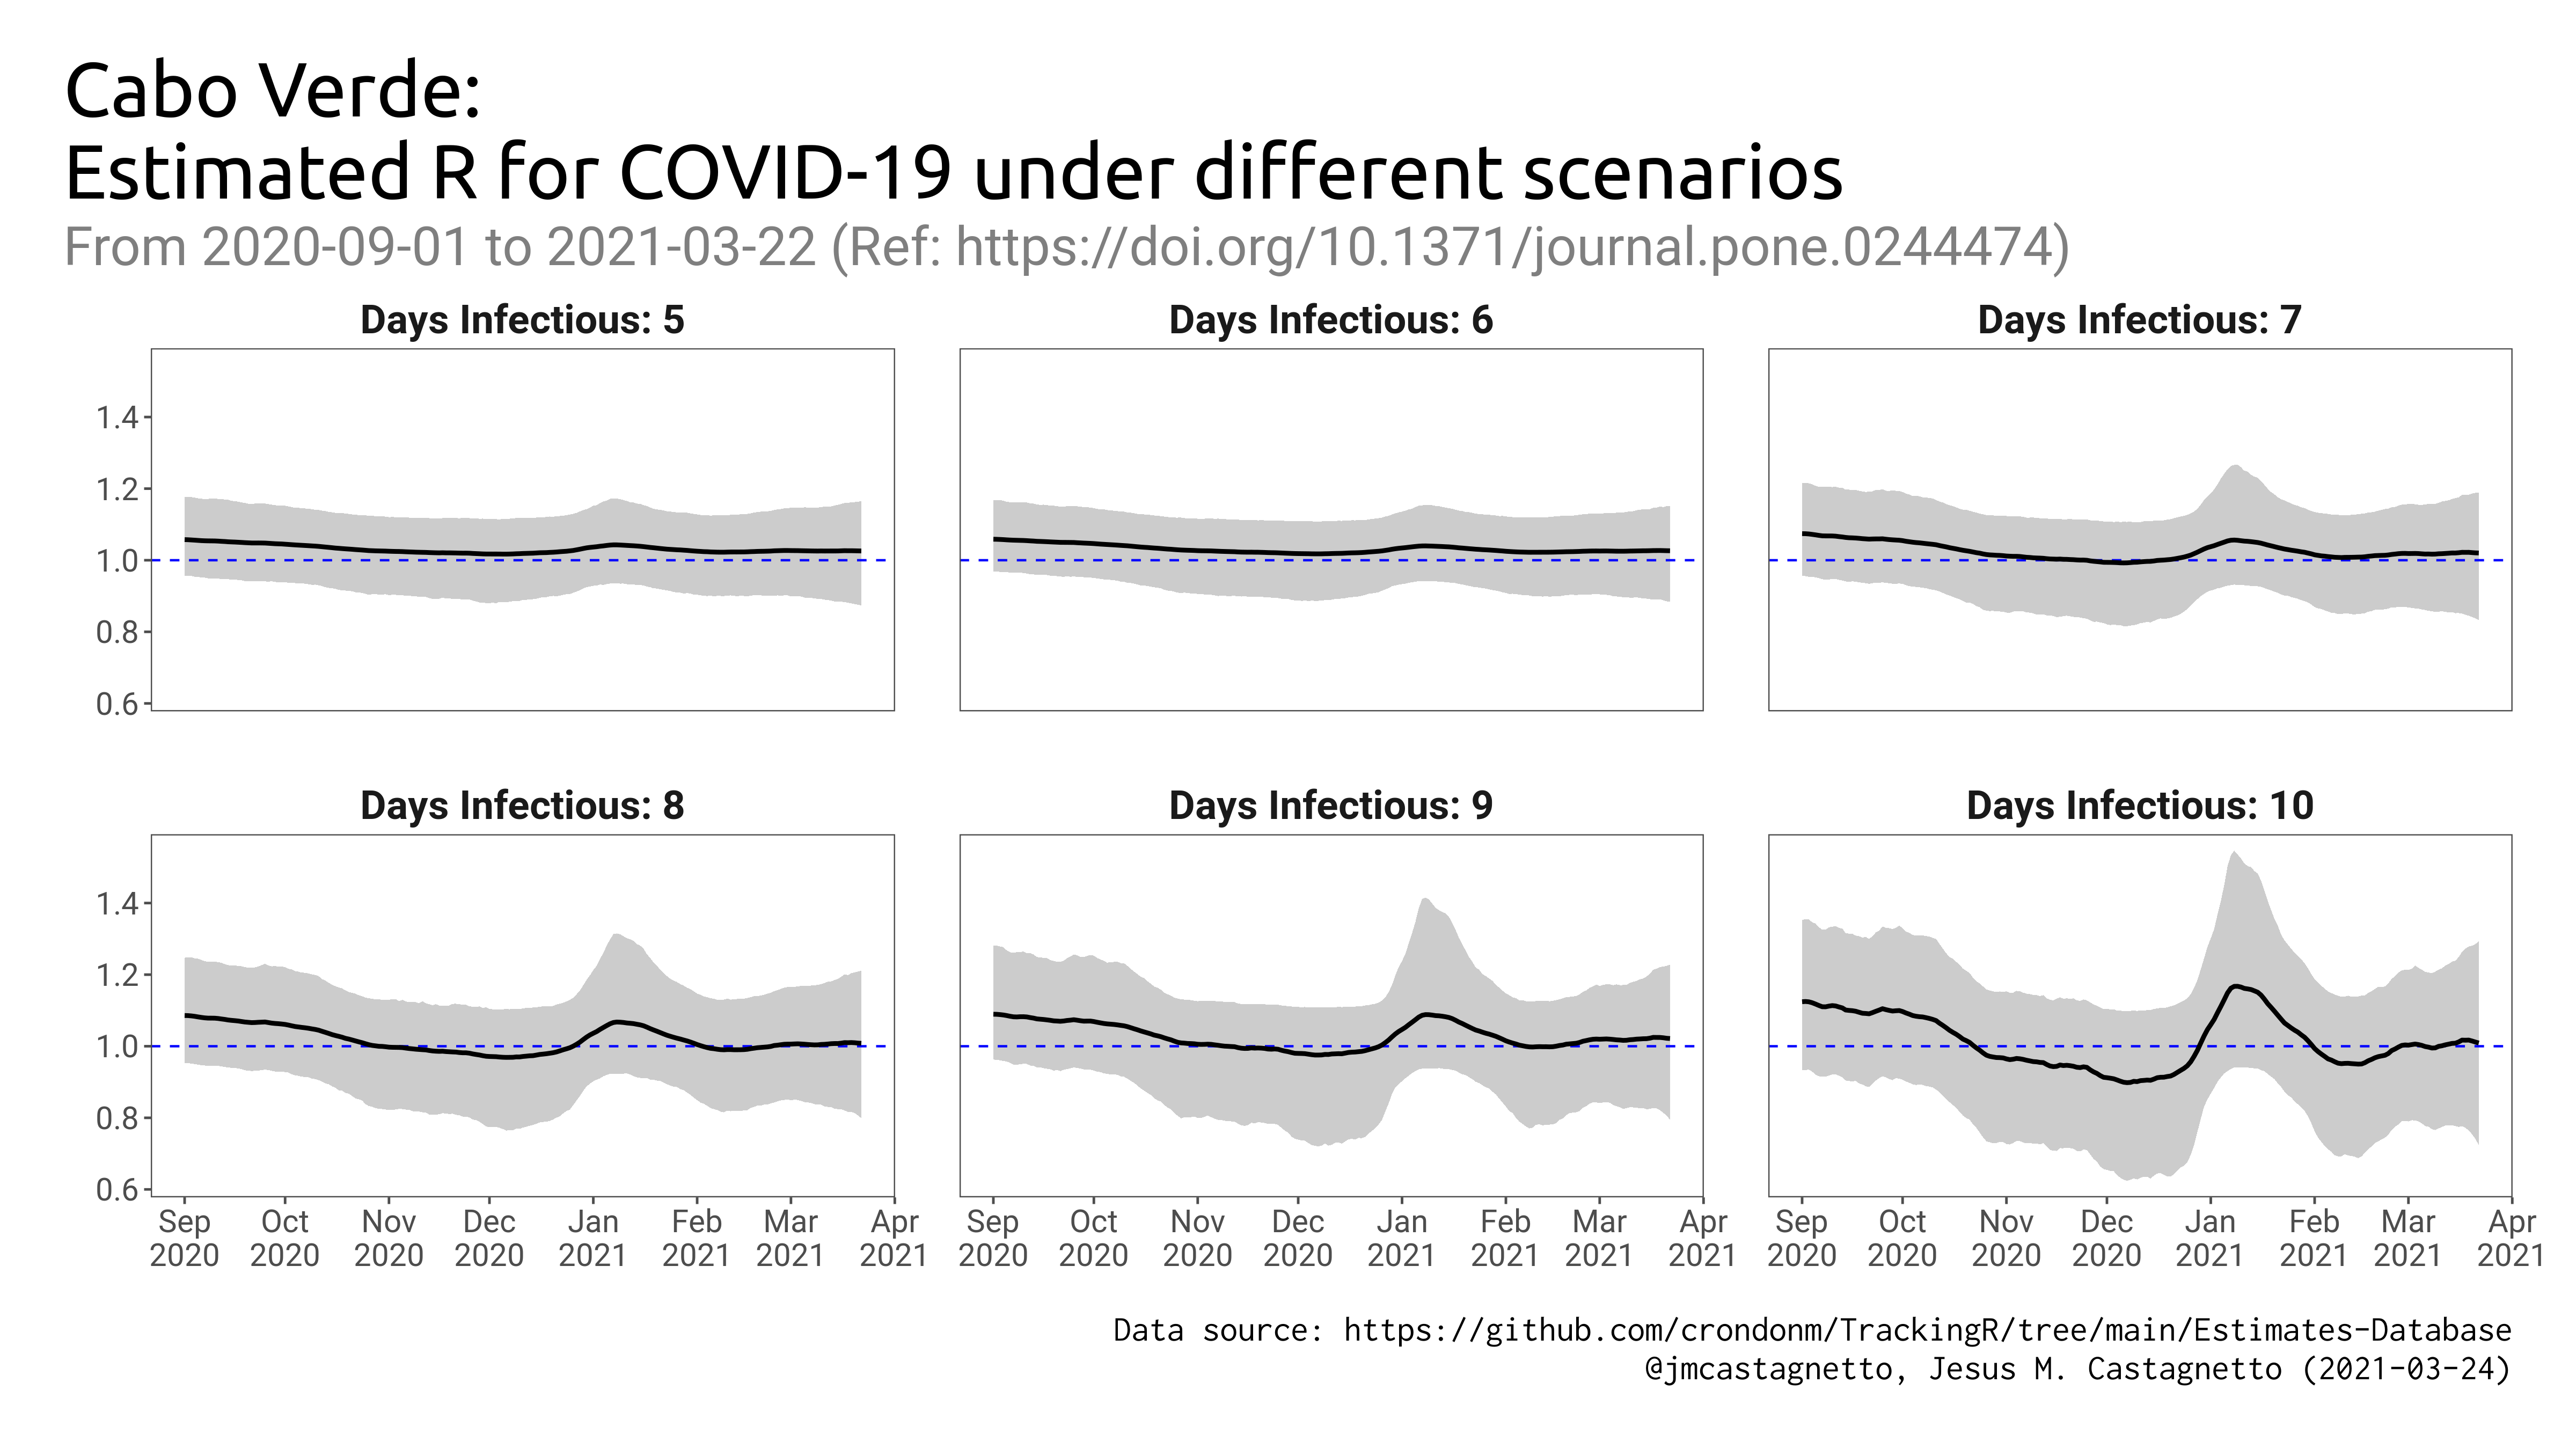 Cabo Verde:
Estimated R for COVID-19 under different scenarios
From 2020-09-01 to 2021-03-22 (Ref: https://doi.org/10.1371/journal.pone.0244474)
Days Infectious: 5
Days Infectious: 6
Days Infectious: 7
1.4
1.2
1.0
0.8
0.6
Days Infectious: 8
Days Infectious: 9
Days Infectious: 10
1.4
1.2
1.0
0.8
0.6
Sep Oct Nov Dec Jan Feb Mar Apr
2020 2020 2020 2020 2021 2021 2021 2021
Sep Oct Nov Dec Jan Feb Mar Apr
2020 2020 2020 2020 2021 2021 2021 2021
Sep Oct Nov Dec Jan Feb Mar Apr
2020 2020 2020 2020 2021 2021 2021 2021
Data source: https://github.com/crondonm/TrackingR/tree/main/Estimates-Database
@jmcastagnetto, Jesus M. Castagnetto (2021-03-24)